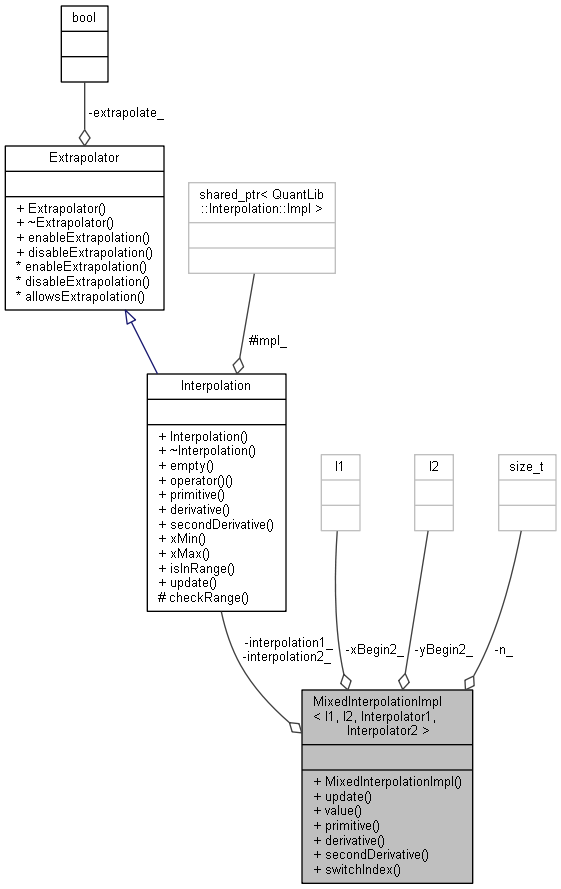 bool
-extrapolate_
Extrapolator
+ Extrapolator()
+ ~Extrapolator()
+ enableExtrapolation()
+ disableExtrapolation()
* enableExtrapolation()
* disableExtrapolation()
* allowsExtrapolation()
shared_ptr< QuantLib
::Interpolation::Impl >
#impl_
Interpolation
+ Interpolation()
+ ~Interpolation()
+ empty()
+ operator()()
+ primitive()
+ derivative()
+ secondDerivative()
+ xMin()
+ xMax()
+ isInRange()
+ update()
# checkRange()
I1
I2
size_t
-interpolation1_
-interpolation2_
-xBegin2_
-yBegin2_
-n_
MixedInterpolationImpl
< I1, I2, Interpolator1,
Interpolator2 >
+ MixedInterpolationImpl()
+ update()
+ value()
+ primitive()
+ derivative()
+ secondDerivative()
+ switchIndex()